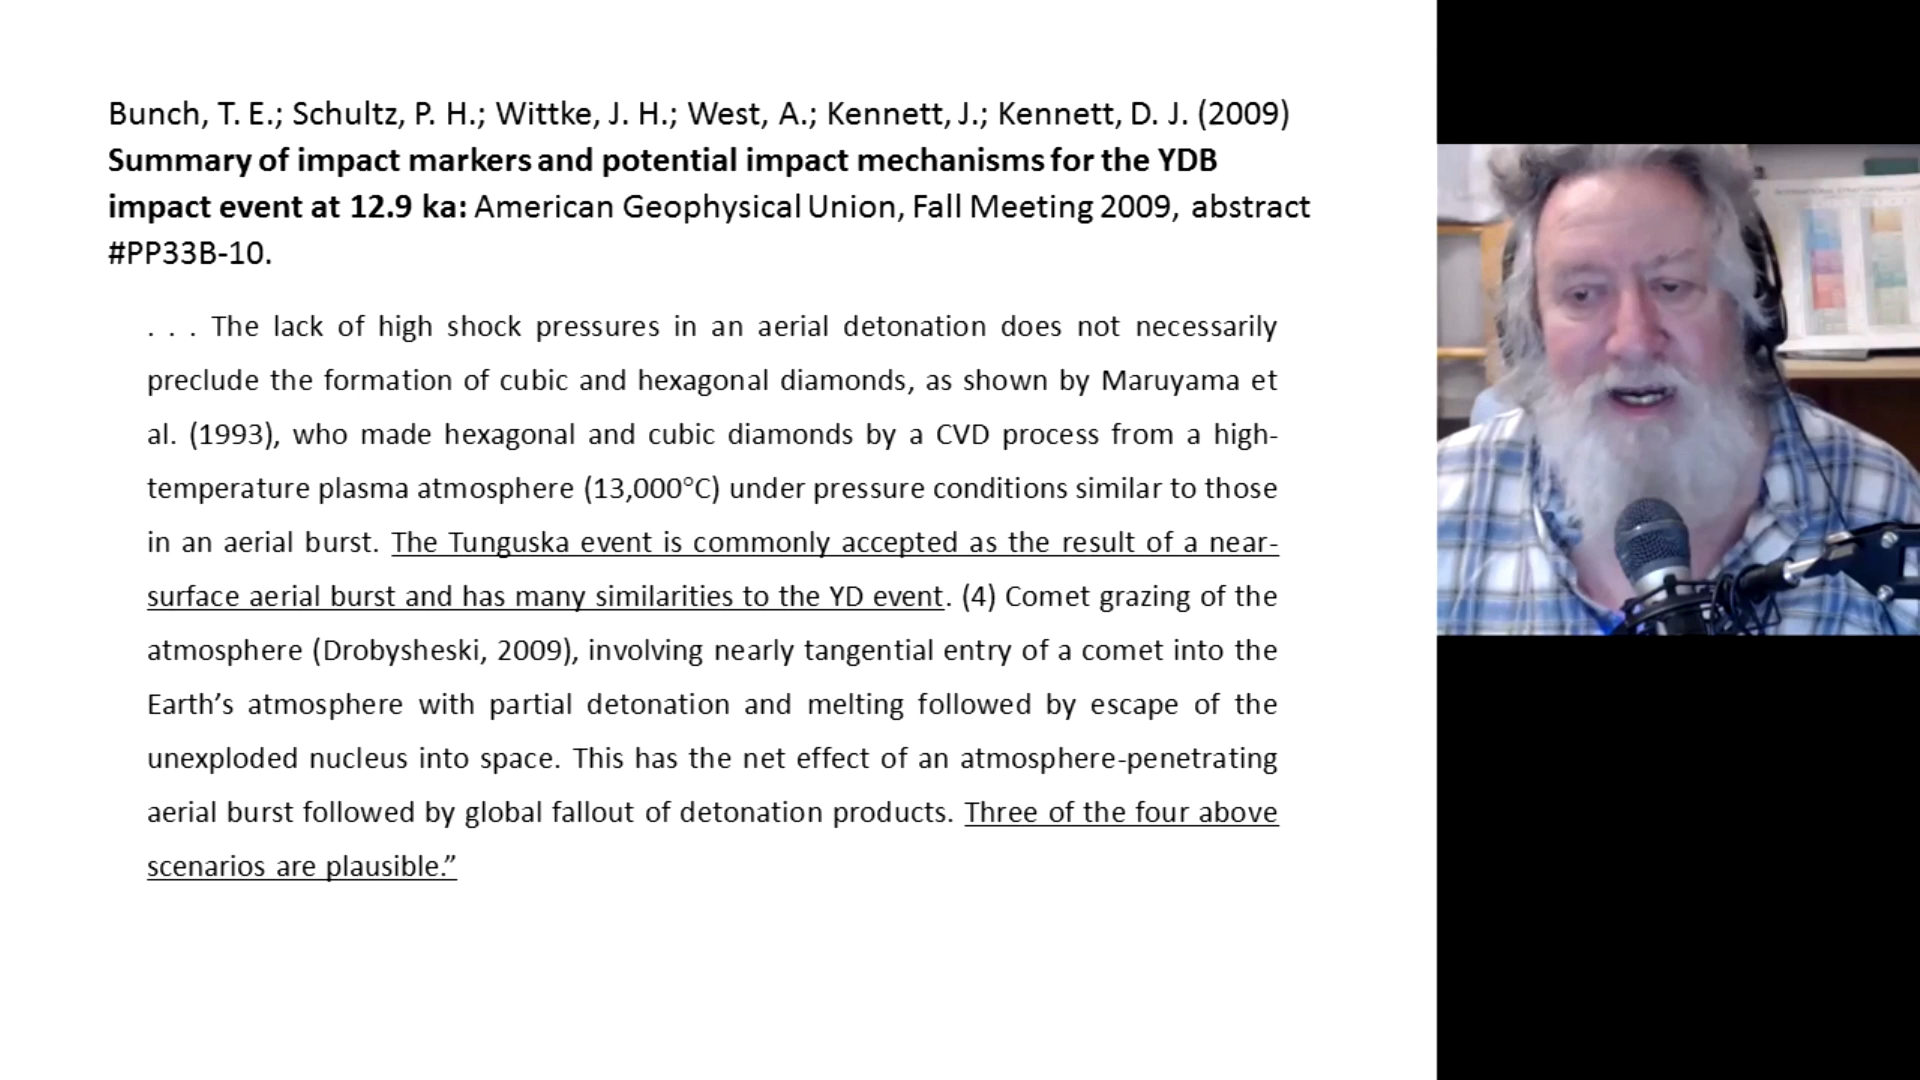 Bunch, T. E.; Schultz, P. H.; Wittke, J. H.; West, A.; Kennett, J.; Kennett, D. J. (2009)
Summary of impact markers and potential impact mechanisms for the YDB
impact event at 12.9 ka: American Geophysical Union, Fall Meeting 2009, abstract
#PP33B-10.
. . . The lack of high shock pressures in an aerial detonation does not necessarily
preclude the formation of cubic and hexagonal diamonds, as shown by Maruyama et
al. (1993), who made hexagonal and cubic diamonds by a CVD process from a high-
temperature plasma atmosphere (13,000°C) under pressure conditions similar to those
in an aerial burst. The Tunguska event is commonly accepted as the result of a near-
surface aerial burst and has many similarities to the YD event. (4) Comet grazing of the
atmosphere (Drobysheski, 2009), involving nearly tangential entry of a comet into the
Earth’s atmosphere with partial detonation and melting followed by escape of the
unexploded nucleus into space. This has the net effect of an atmosphere-penetrating
aerial burst followed by global fallout of detonation products. Three of the four above
scenarios are plausible.”